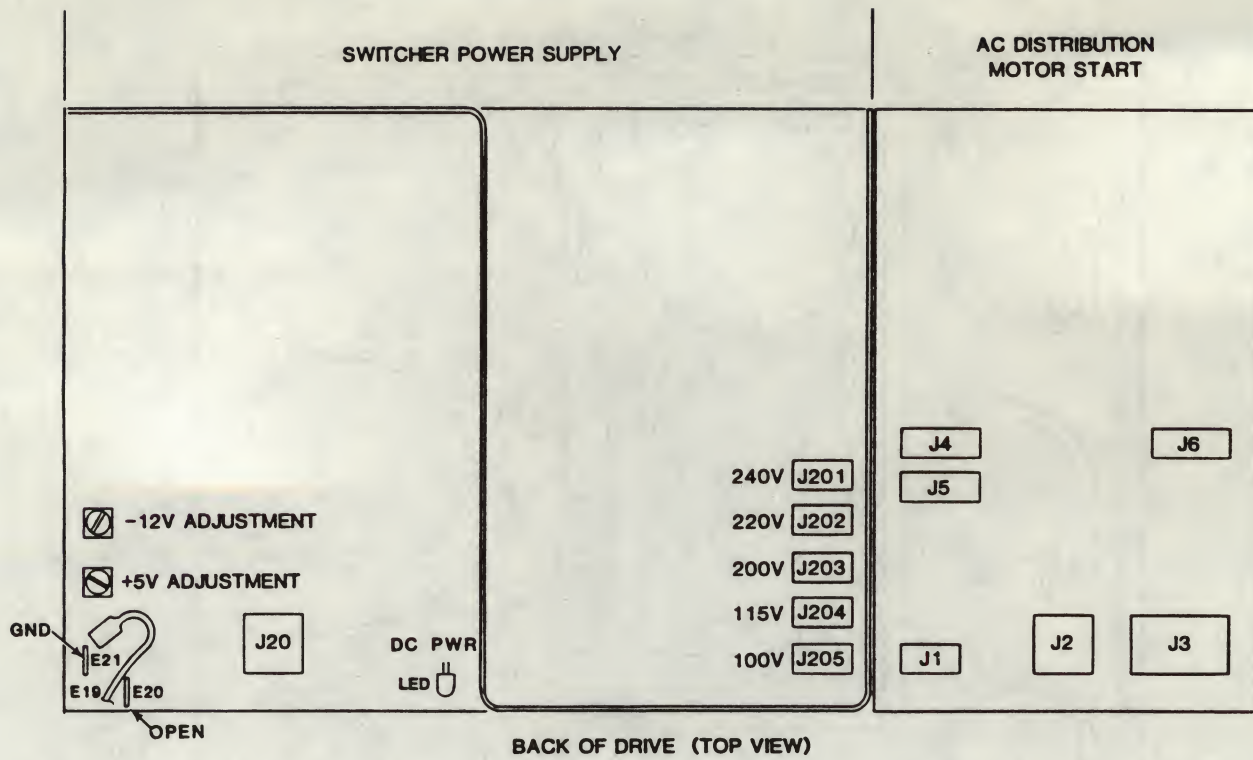 SWITCHER POWER SUPPLY
AC DISTRIBUTION
MOTOR START
J4
J6
240V J201
J5
-12V ADJUSTMENT
220V J202
+5V ADJUSTMENT
200V J203
115V J204
GND
E21
J20
DC PWR
100V J205
J1
J2
J3
E19
E20
LED
OPEN
BACK OF DRIVE (TOP VIEW)